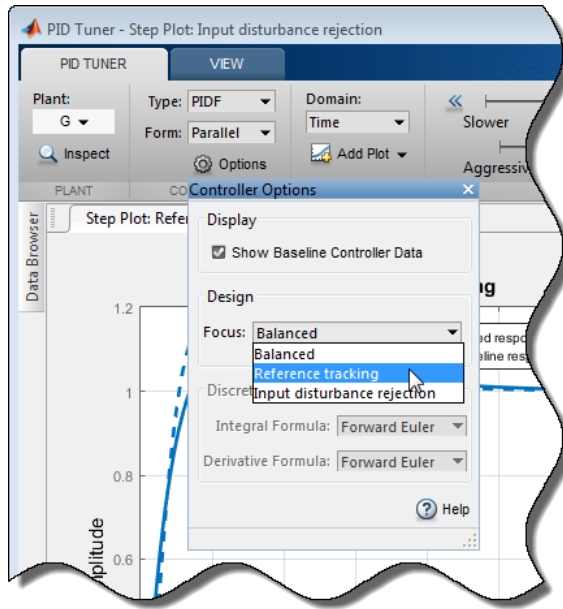 PID Tuner - Step Plot: Input disturbance rejection
PID TUNER
VIEW
Plant:
G
Inspect
PLANT
Type: PIDF
Form: Parallel
Options
CO
Domain:
Time
Add Plot
Slower
Data Browser
Step Plot:
Controller Options
Display
Show Baseline Controller Data
Design
Focus: Balanced
Balanced
Reference tracking
Input disturbance rejection
Integral Formula: Forward Euler
Derivative Formula: Forward Euler
Help
1.2
1
0.8
0.6